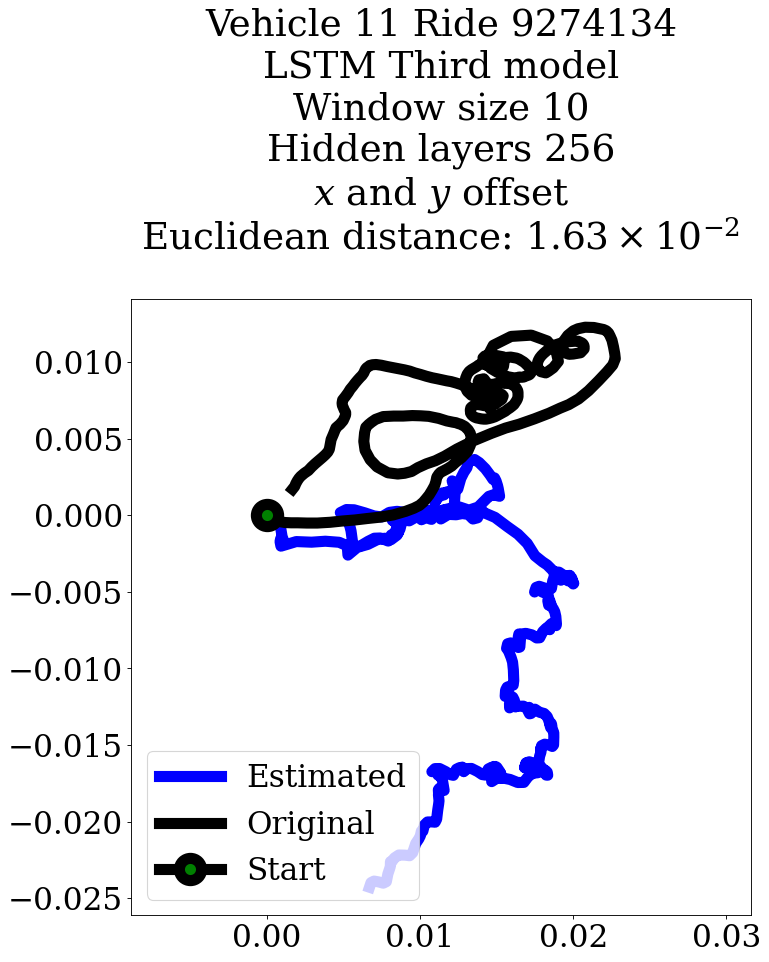 Vehicle 11 Ride 9274134
LSTM Third model
Window size 10
Hidden layers 256
x and y offset
Euclidean distance: 1.63 × 10⁻²
0.010
0.005
0.000
−0.005
−0.010
−0.015
−0.020
−0.025
Estimated
Original
Start
0.00 0.01 0.02 0.03